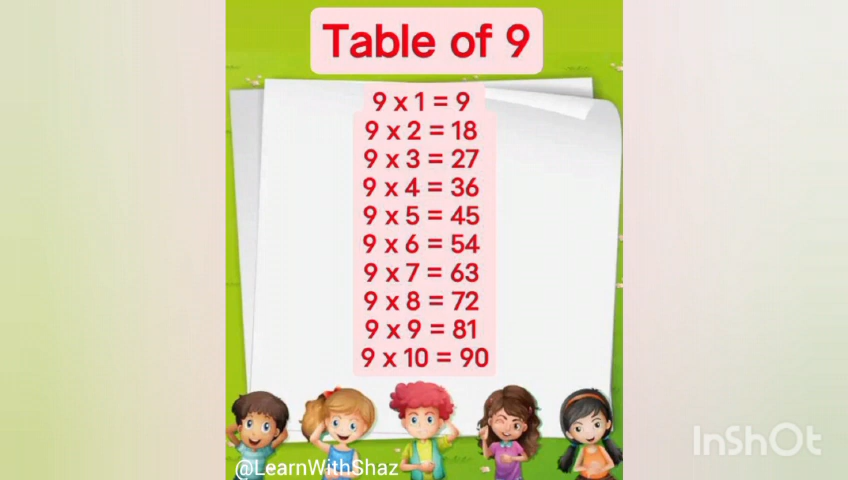 Table of 9
9 x 1 = 9
9 x 2 = 18
9 x 3 = 27
9 x 4 = 36
9 x 5 = 45
9 x 6 = 54
9 x 7 = 63
9 x 8 = 72
9 x 9 = 81
9 x 10 = 90
@LearnWithShaz
InShOt